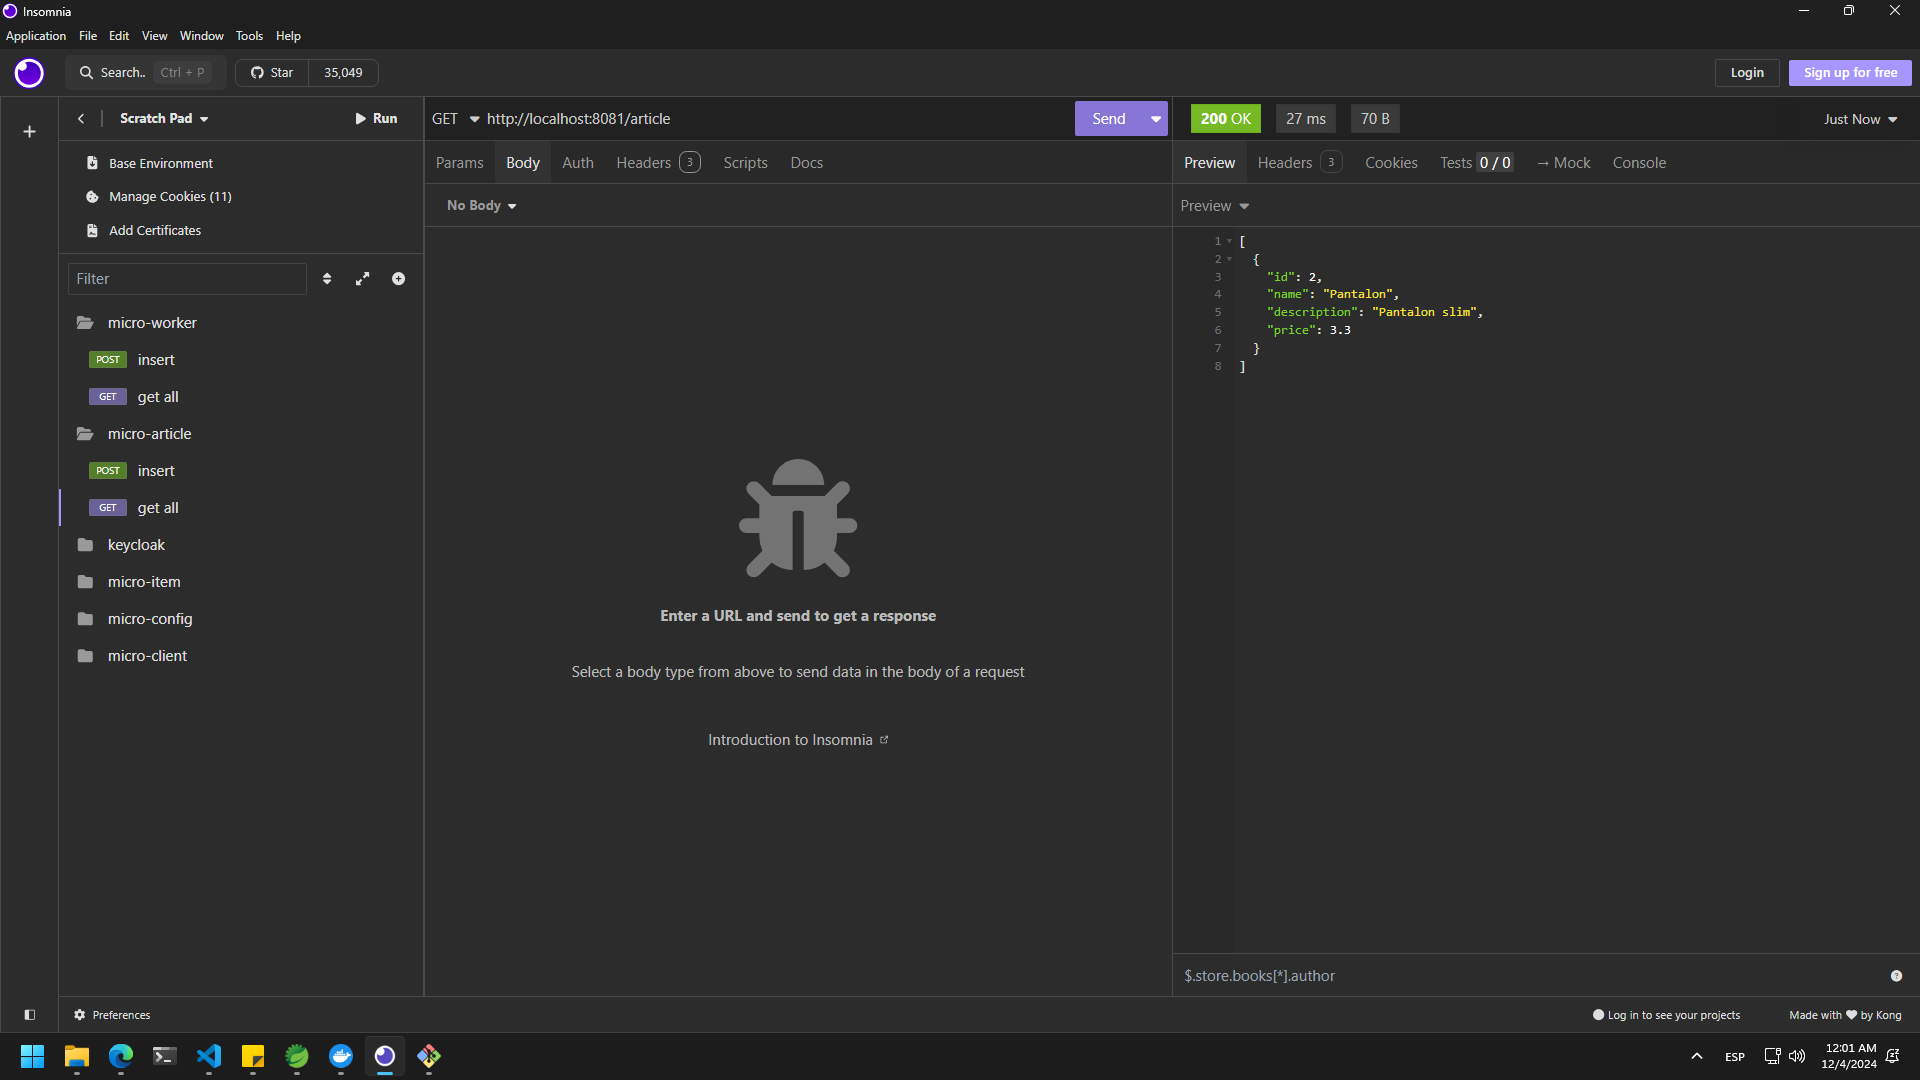 Insomnia
Application File Edit View Window Tools Help
Search.. Ctrl + P Star 35,049 Login Sign up for free
Scratch Pad Run
Base Environment
Manage Cookies (11)
Add Certificates
Filter
micro-worker
POST insert
GET get all
micro-article
POST insert
GET get all
keycloak
micro-item
micro-config
micro-client
GET http://localhost:8081/article Send
Params Body Auth Headers 3 Scripts Docs
No Body
Enter a URL and send to get a response
Select a body type from above to send data in the body of a request
Introduction to Insomnia
200 OK 27 ms 70 B Just Now
Preview Headers 3 Cookies Tests 0 / 0 → Mock Console
Preview
1 [
2 {
3 "id": 2,
4 "name": "Pantalon",
5 "description": "Pantalon slim",
6 "price": 3.3
7 }
8 ]
$.store.books[*].author ?
Preferences Log in to see your projects Made with ♥ by Kong
ESP 12:01 AM
12/4/2024